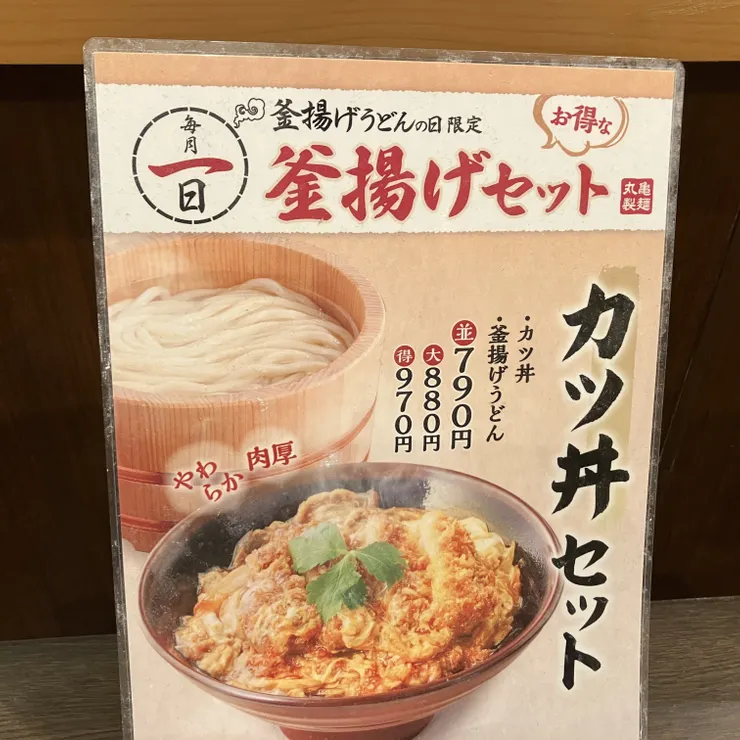 毎月
一
日
釜揚げうどんの日限定
お得な
釜揚げセット
丸亀
製麺
カツ丼セット
・カツ丼
・釜揚げうどん
並790円
大880円
得970円
肉厚
やわ
らか